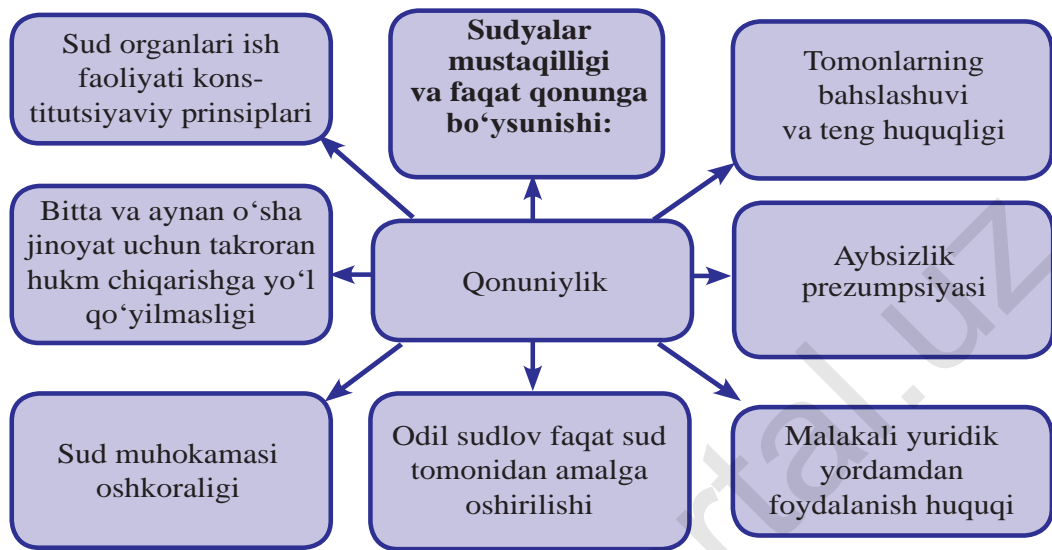 Sud organlari ish
faoliyati kons-
titutsiyaviy prinsiplari
Sudyalar
mustaqilligi
va faqat qonunga
bo‘ysunishi:
Tomonlarning
bahslashuvi
va teng huquqligi
Bitta va aynan o‘sha
jinoyat uchun takroran
hukm chiqarishga yo‘l
qo‘yilmasligi
Qonuniylik
Aybsizlik
prezumpsiyasi
Sud muhokamasi
oshkoraligi
Odil sudlov faqat sud
tomonidan amalga
oshirilishi
Malakali yuridik
yordamdan
foydalanish huquqi
rtal.uz